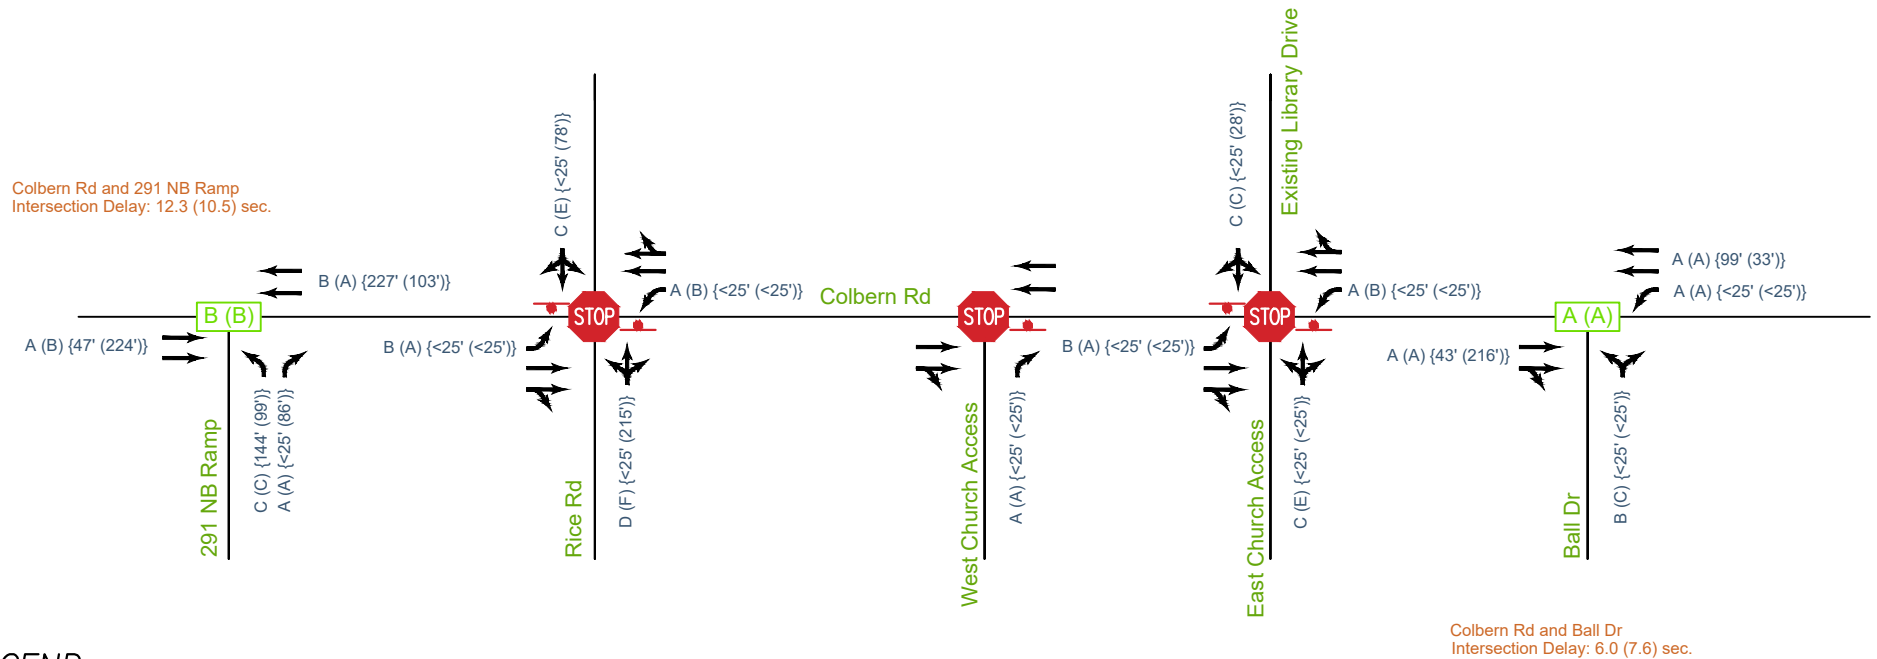 Existing Library Drive
C (E) {<25' (78')}
C (C) {<25' (28')}
Colbern Rd and 291 NB Ramp
Intersection Delay: 12.3 (10.5) sec.
B (A) {227' (103')}
A (B) {<25' (<25')}
Colbern Rd
A (B) {<25' (<25')}
A (A) {99' (33')}
A (A) {<25' (<25')}
B (B)
STOP
STOP
STOP
A (A)
A (B) {47' (224')}
B (A) {<25' (<25')}
B (A) {<25' (<25')}
A (A) {43' (216')}
291 NB Ramp
C (C) {144' (99')}
A (A) {<25' (86')}
Rice Rd
D (F) {<25' (215')}
West Church Access
A (A) {<25' (<25')}
East Church Access
C (E) {<25' (<25')}
Ball Dr
B (C) {<25' (<25')}
Colbern Rd and Ball Dr
Intersection Delay: 6.0 (7.6) sec.